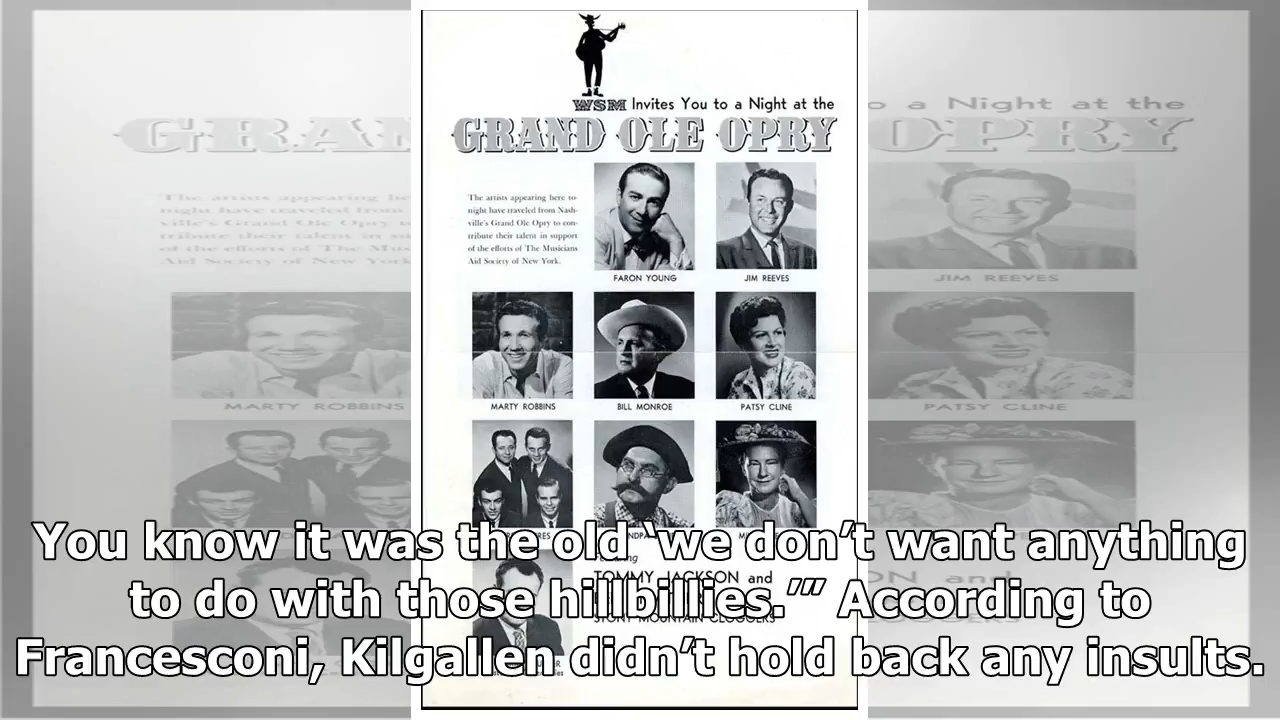 WSM Invites You to a Night at the
GRAND OLE OPRY
The artists appearing here to-
night have traveled from Nash-
ville's Grand Ole Opry to con-
tribute their talent in support
of the efforts of The Musicians
Aid Society of New York.
FARON YOUNG
JIM REEVES
MARTY ROBBINS
BILL MONROE
PATSY CLINE
TOMMY JACKSON and
STONY MOUNTAIN CLOGGERS
You know it was the old ‘we don’t want anything
to do with those hillbillies.’” According to
Francesconi, Kilgallen didn’t hold back any insults.